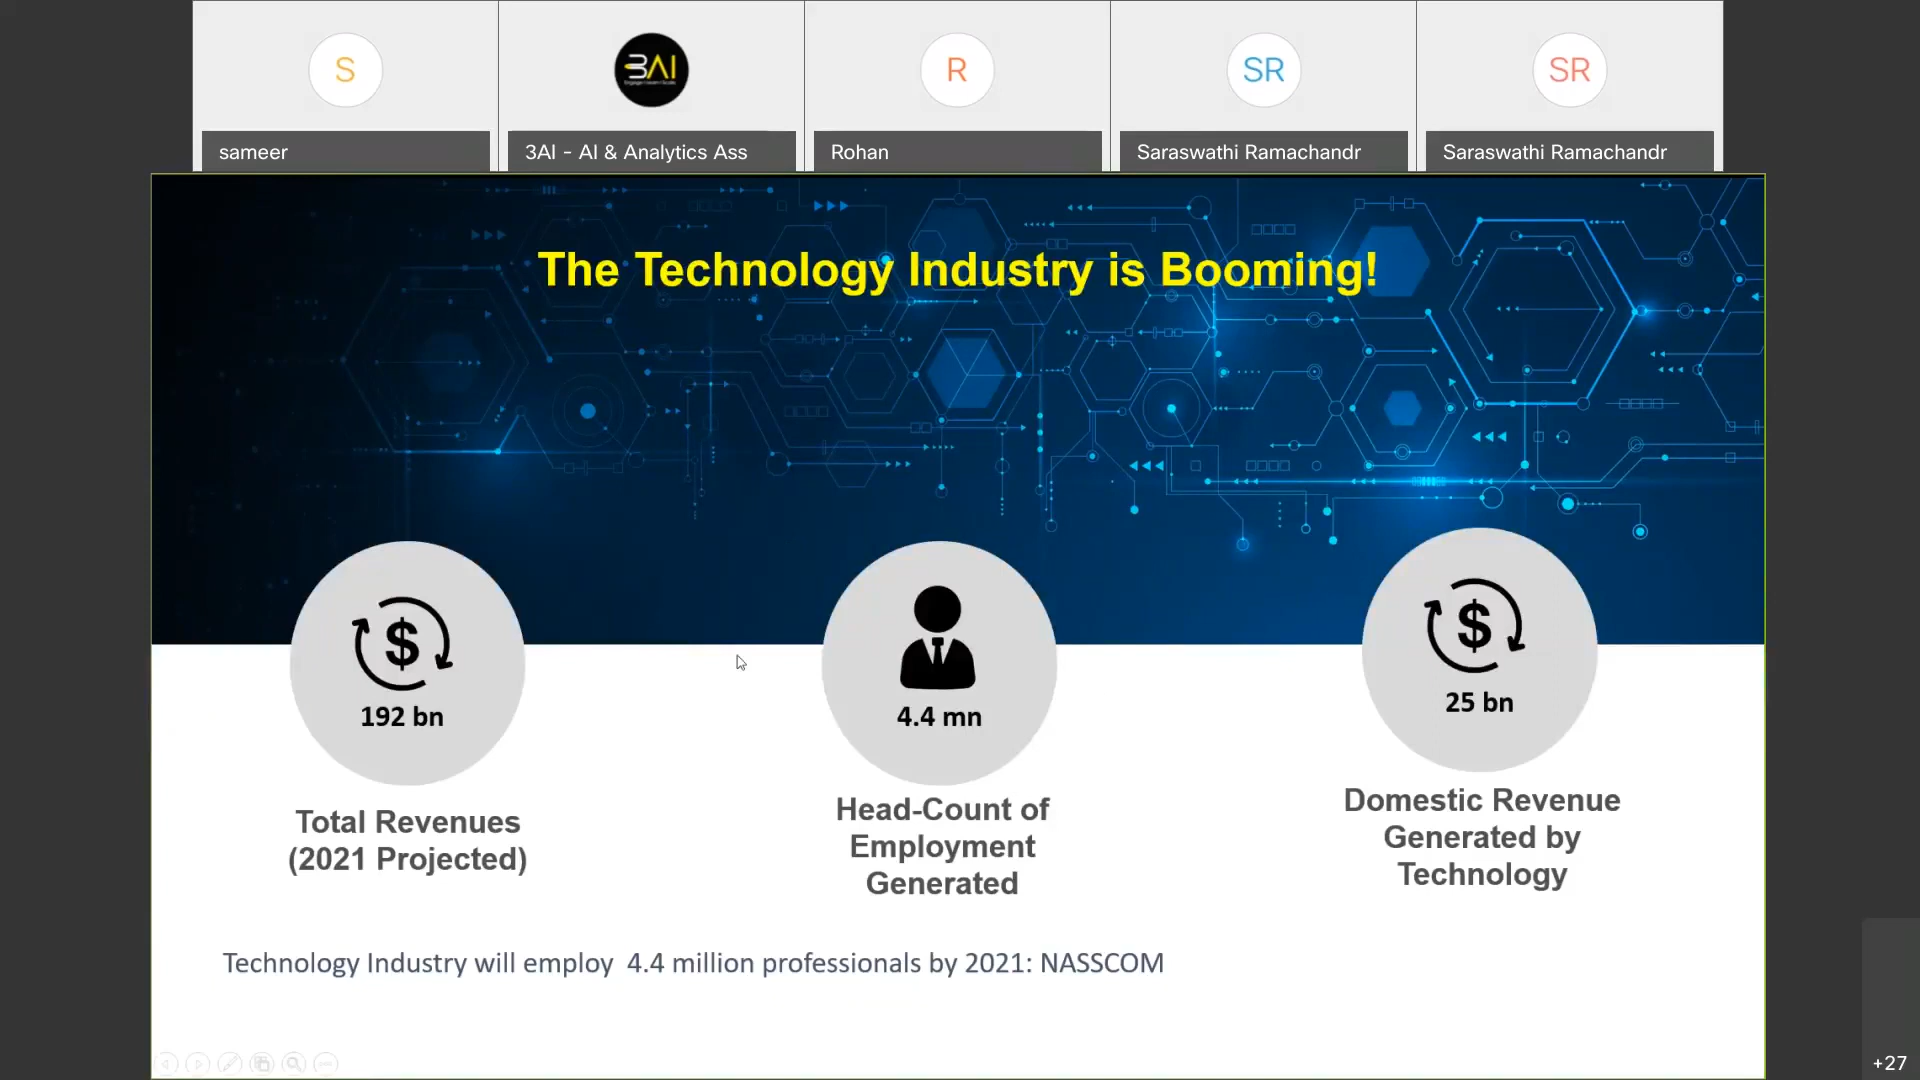 S
3AI
R
SR
SR
sameer
3AI - AI & Analytics Ass
Rohan
Saraswathi Ramachandr
Saraswathi Ramachandr
The Technology Industry is Booming!
$
192 bn
4.4 mn
$
25 bn
Total Revenues
(2021 Projected)
Head-Count of
Employment
Generated
Domestic Revenue
Generated by
Technology
Technology Industry will employ  4.4 million professionals by 2021: NASSCOM
+27